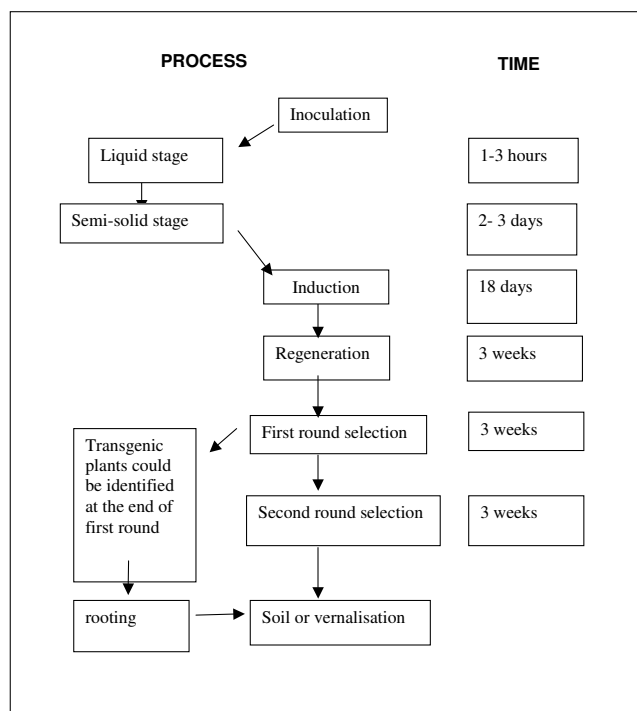 PROCESS
TIME
Inoculation
Liquid stage
1-3 hours
Semi-solid stage
2- 3 days
Induction
18 days
Regeneration
3 weeks
First round selection
3 weeks
Transgenic
plants could
be identified
at the end of
first round
Second round selection
3 weeks
rooting
Soil or vernalisation